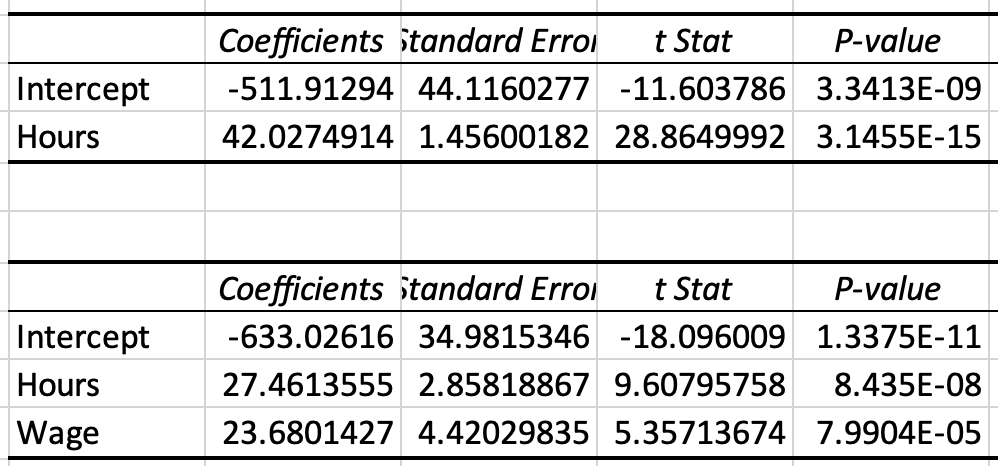 Coefficients Standard Error t Stat P-value
Intercept -511.91294 44.1160277 -11.603786 3.3413E-09
Hours 42.0274914 1.45600182 28.8649992 3.1455E-15
Coefficients Standard Error t Stat P-value
Intercept -633.02616 34.9815346 -18.096009 1.3375E-11
Hours 27.4613555 2.85818867 9.60795758 8.435E-08
Wage 23.6801427 4.42029835 5.35713674 7.9904E-05